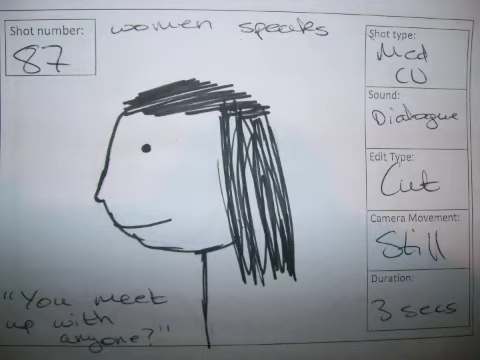 Shot number:
87
women speaks
Shot type:
Med
CU
Sound:
Dialogue
Edit Type:
Cut
Camera Movement:
Still
Duration:
3 secs
"You meet
up with
anyone?"